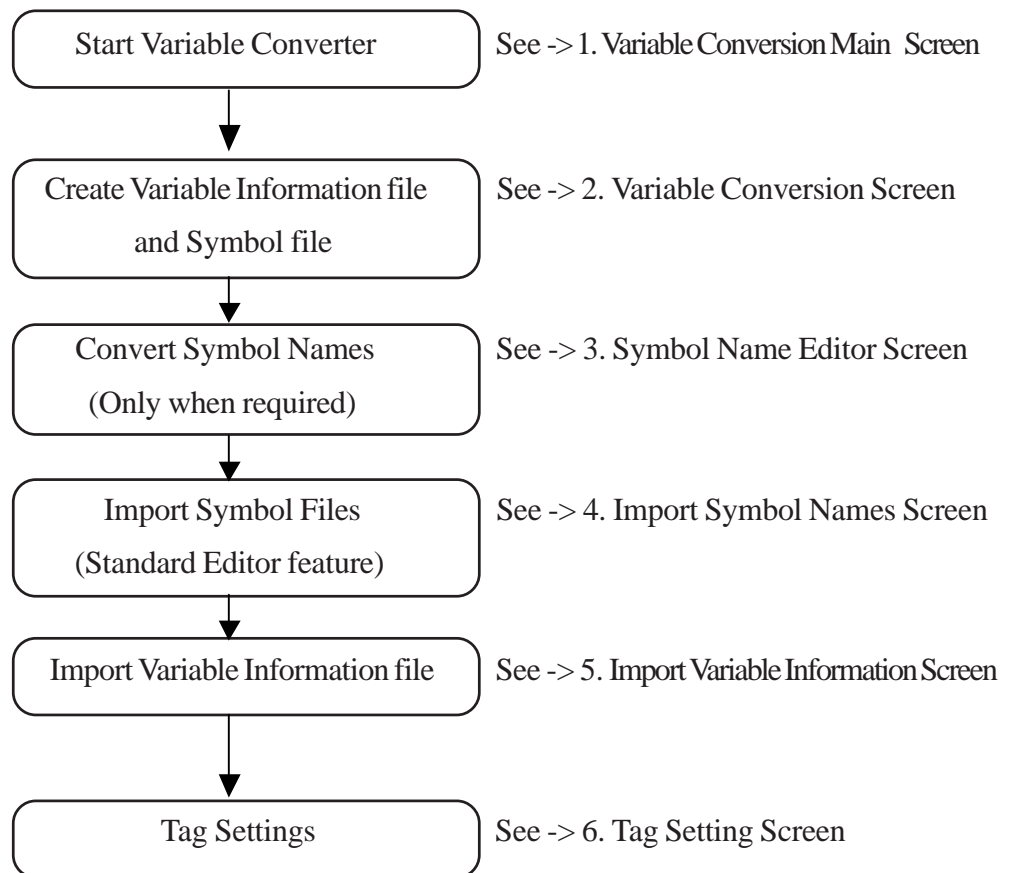 Start Variable Converter
See -> 1. Variable Conversion Main Screen
Create Variable Information file
and Symbol file
See -> 2. Variable Conversion Screen
Convert Symbol Names
(Only when required)
See -> 3. Symbol Name Editor Screen
Import Symbol Files
(Standard Editor feature)
See -> 4. Import Symbol Names Screen
Import Variable Information file
See -> 5. Import Variable Information Screen
Tag Settings
See -> 6. Tag Setting Screen